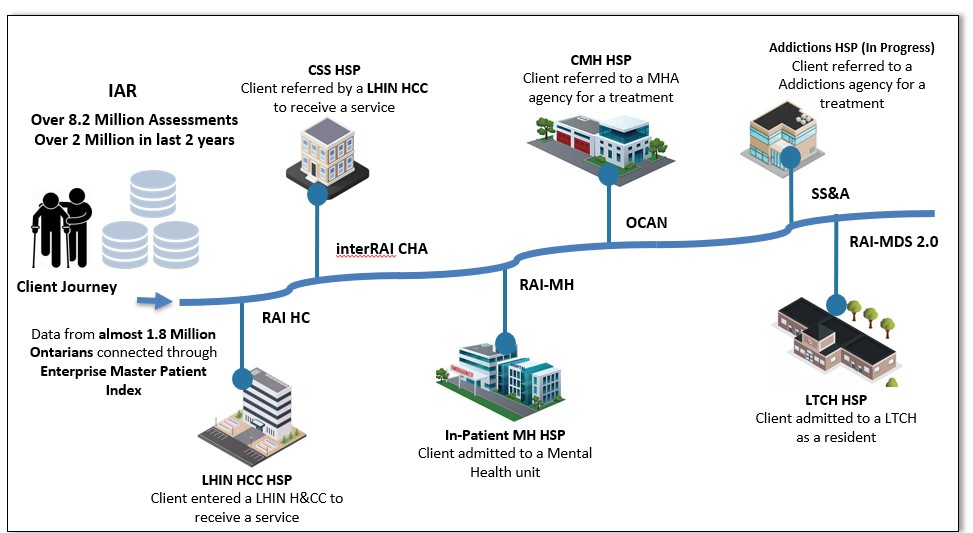 IAR
Over 8.2 Million Assessments
Over 2 Million in last 2 years
Client Journey
Data from almost 1.8 Million
Ontarians connected through
Enterprise Master Patient
Index
CSS HSP
Client referred by a LHIN HCC
to receive a service
interRAI CHA
RAI HC
LHIN HCC HSP
Client entered a LHIN H&CC to
receive a service
CMH HSP
Client referred to a MHA
agency for a treatment
OCAN
RAI-MH
EMERGENCY
In-Patient MH HSP
Client admitted to a Mental
Health unit
Addictions HSP (In Progress)
Client referred to a
Addictions agency for a
treatment
SS&A
RAI-MDS 2.0
LTCH HSP
Client admitted to a LTCH
as a resident